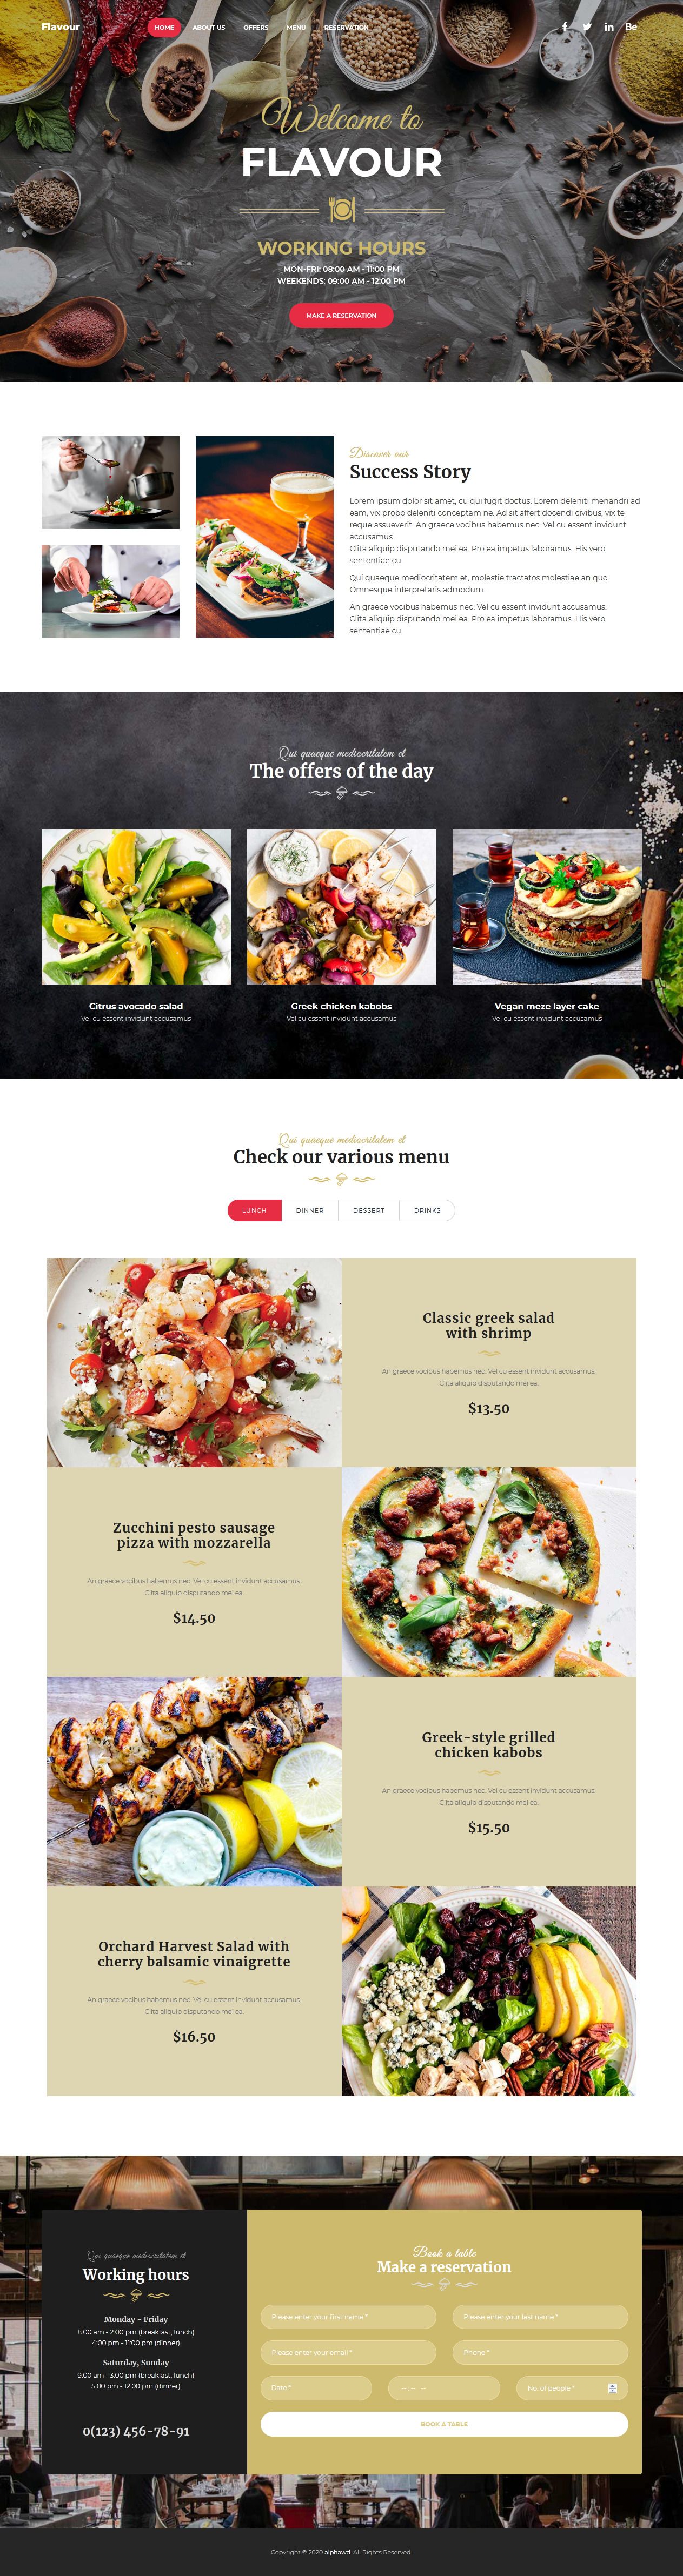 Flavour
HOME ABOUT US OFFERS MENU RESERVATION
Welcome to
FLAVOUR
WORKING HOURS
MON-FRI: 08:00 AM - 11:00 PM
WEEKENDS: 09:00 AM - 12:00 PM
MAKE A RESERVATION
Discover our
Success Story
Lorem ipsum dolor sit amet, cu qui fugit doctus. Lorem deleniti menandri ad
eam, vix probo deleniti conceptam ne. Ad sit affert docendi civibus, vix te
reque assueverit. An graece vocibus habemus nec. Vel cu essent invidunt
accusamus.
Clita aliquip disputando mei ea. Pro ea impetus laboramus. His vero
sententiae cu.
Qui quaeque mediocritatem et, molestie tractatos molestiae an quo.
Omnesque interpretaris admodum.
An graece vocibus habemus nec. Vel cu essent invidunt accusamus.
Clita aliquip disputando mei ea. Pro ea impetus laboramus. His vero
sententiae cu.
Qui quaeque mediocritatem et
The offers of the day
Citrus avocado salad
Vel cu essent invidunt accusamus
Greek chicken kabobs
Vel cu essent invidunt accusamus
Vegan meze layer cake
Vel cu essent invidunt accusamus
Qui quaeque mediocritatem et
Check our various menu
LUNCH DINNER DESSERT DRINKS
Classic greek salad
with shrimp
An graece vocibus habemus nec. Vel cu essent invidunt accusamus.
Clita aliquip disputando mei ea.
$13.50
Zucchini pesto sausage
pizza with mozzarella
An graece vocibus habemus nec. Vel cu essent invidunt accusamus.
Clita aliquip disputando mei ea.
$14.50
Greek-style grilled
chicken kabobs
An graece vocibus habemus nec. Vel cu essent invidunt accusamus.
Clita aliquip disputando mei ea.
$15.50
Orchard Harvest Salad with
cherry balsamic vinaigrette
An graece vocibus habemus nec. Vel cu essent invidunt accusamus.
Clita aliquip disputando mei ea.
$16.50
Qui quaeque mediocritatem et
Working hours
Monday - Friday
8:00 am - 2:00 pm (breakfast, lunch)
4:00 pm - 11:00 pm (dinner)
Saturday, Sunday
9:00 am - 3:00 pm (breakfast, lunch)
5:00 pm - 12:00 pm (dinner)
0(123) 456-78-91
Book a table
Make a reservation
Please enter your first name *
Please enter your last name *
Please enter your email *
Phone *
Date *
-- : -- --
No. of people *
BOOK A TABLE
Copyright © 2020 alphawd. All Rights Reserved.